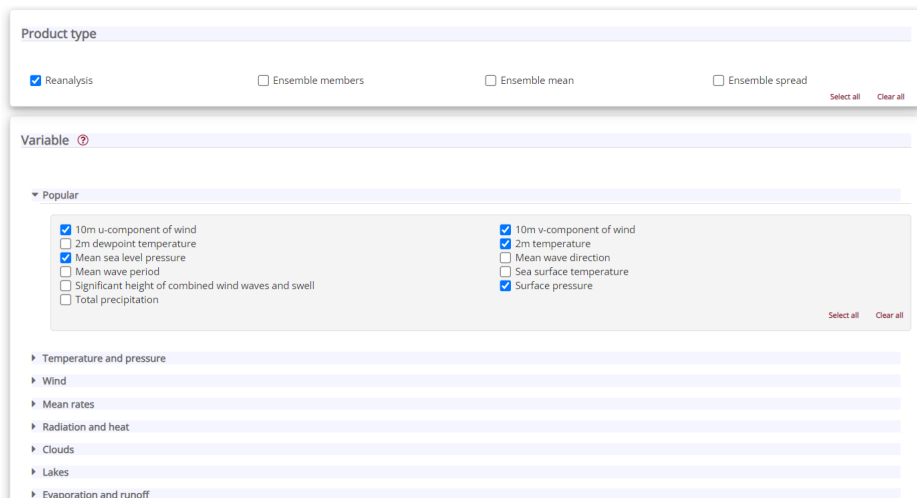 Product type
Reanalysis Ensemble members Ensemble mean Ensemble spread
Select all Clear all
Variable ?
Popular
10m u-component of wind 10m v-component of wind
2m dewpoint temperature 2m temperature
Mean sea level pressure Mean wave direction
Mean wave period Sea surface temperature
Significant height of combined wind waves and swell Surface pressure
Total precipitation
Select all Clear all
Temperature and pressure
Wind
Mean rates
Radiation and heat
Clouds
Lakes
Evaporation and runoff